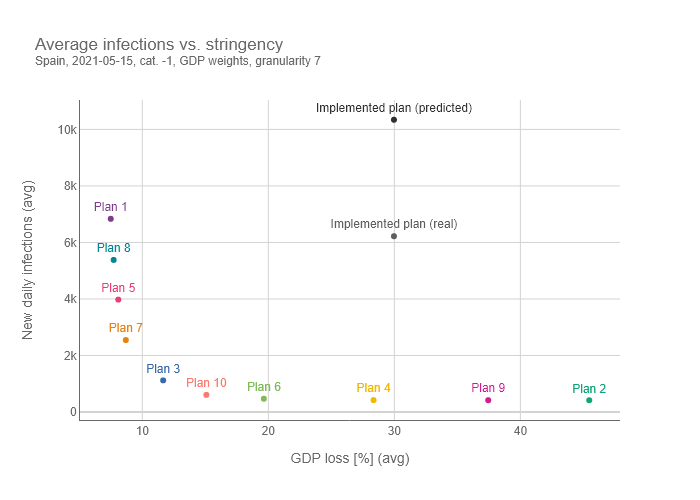 Average infections vs. stringency
Spain, 2021-05-15, cat. -1, GDP weights, granularity 7
Implemented plan (predicted)
10k
8k
Plan 1
Implemented plan (real)
6k
Plan 8
Plan 5
4k
Plan 7
2k
Plan 3
Plan 10
Plan 6
Plan 4
Plan 9
Plan 2
0
10
20
30
40
New daily infections (avg)
GDP loss [%] (avg)